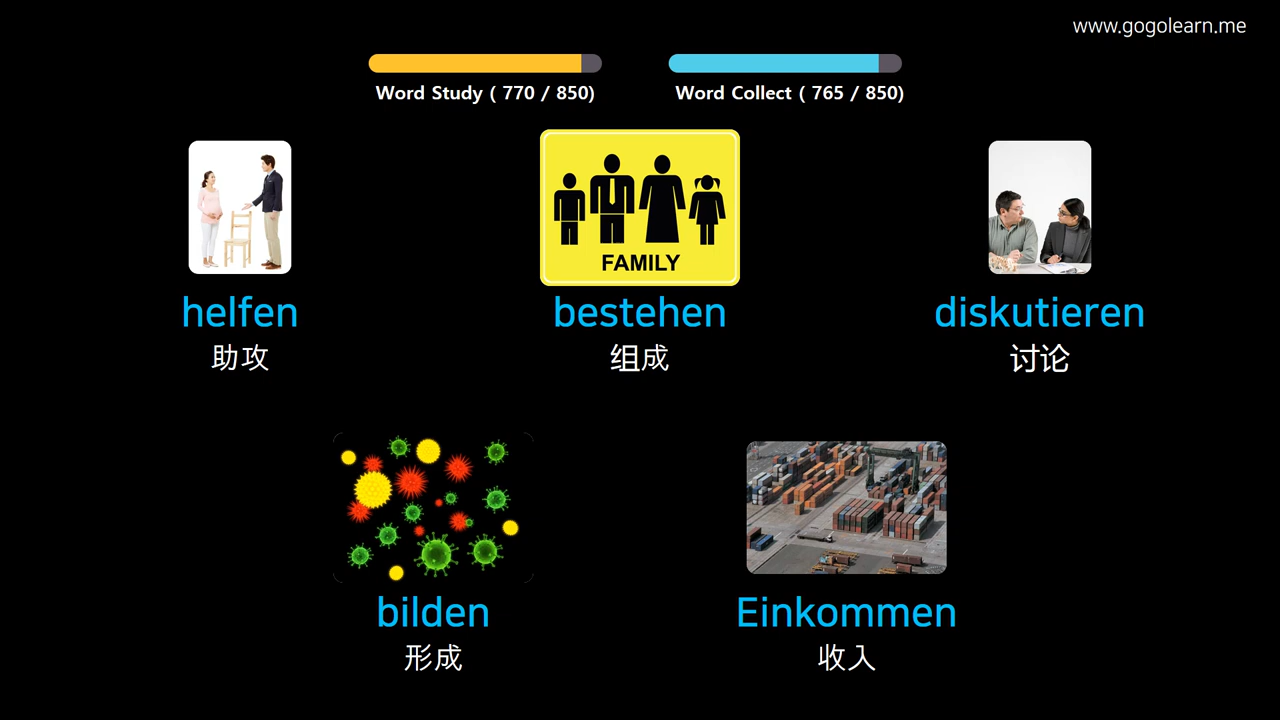 www.gogolearn.me
Word Study ( 770 / 850)
Word Collect ( 765 / 850)
FAMILY
helfen
助攻
bestehen
组成
diskutieren
讨论
bilden
形成
Einkommen
收入